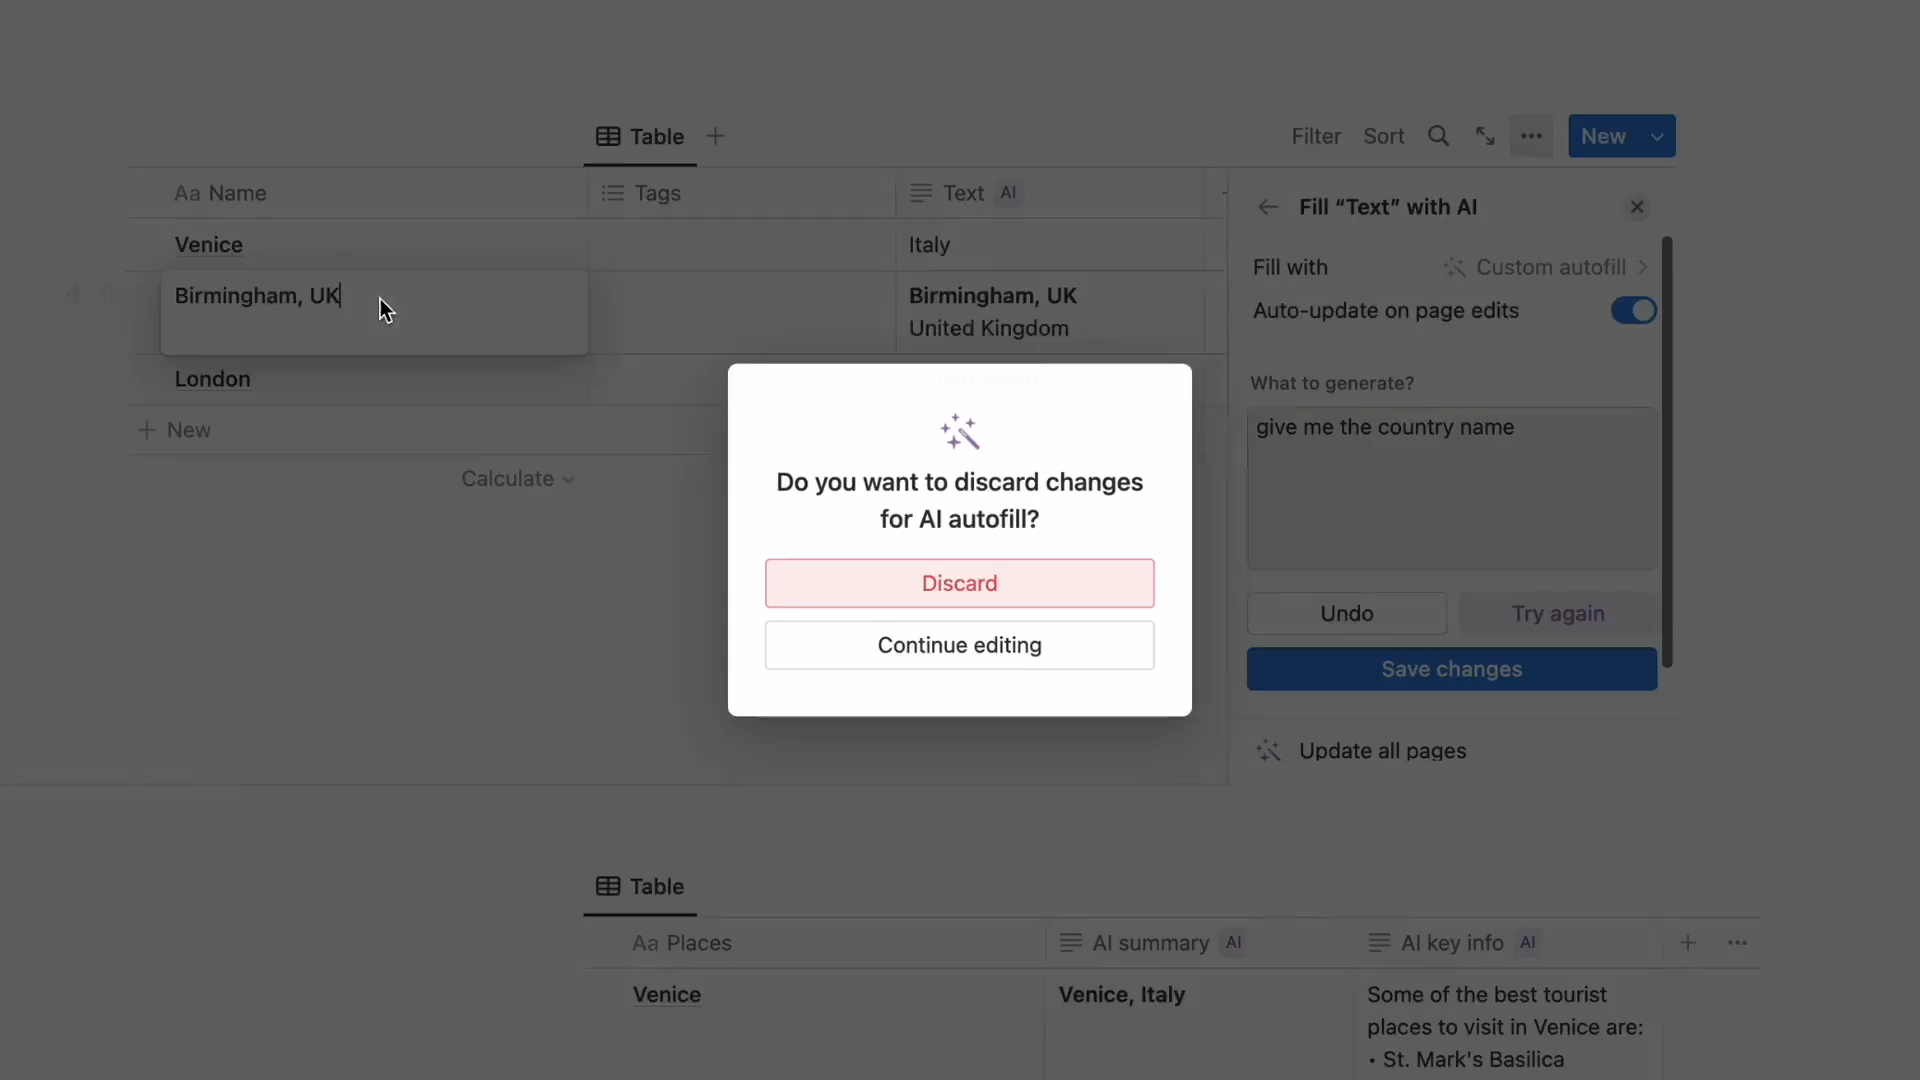 Table
Filter
Sort
New
Aa Name
Tags
Text AI
Venice
Italy
Birmingham, UK
Birmingham, UK
United Kingdom
London
New
Calculate
Fill “Text” with AI
Fill with
Custom autofill
Auto-update on page edits
What to generate?
give me the country name
Undo
Try again
Save changes
Update all pages
Do you want to discard changes
for AI autofill?
Discard
Continue editing
Table
Aa Places
AI summary AI
AI key info AI
Venice
Venice, Italy
Some of the best tourist
places to visit in Venice are:
• St. Mark's Basilica